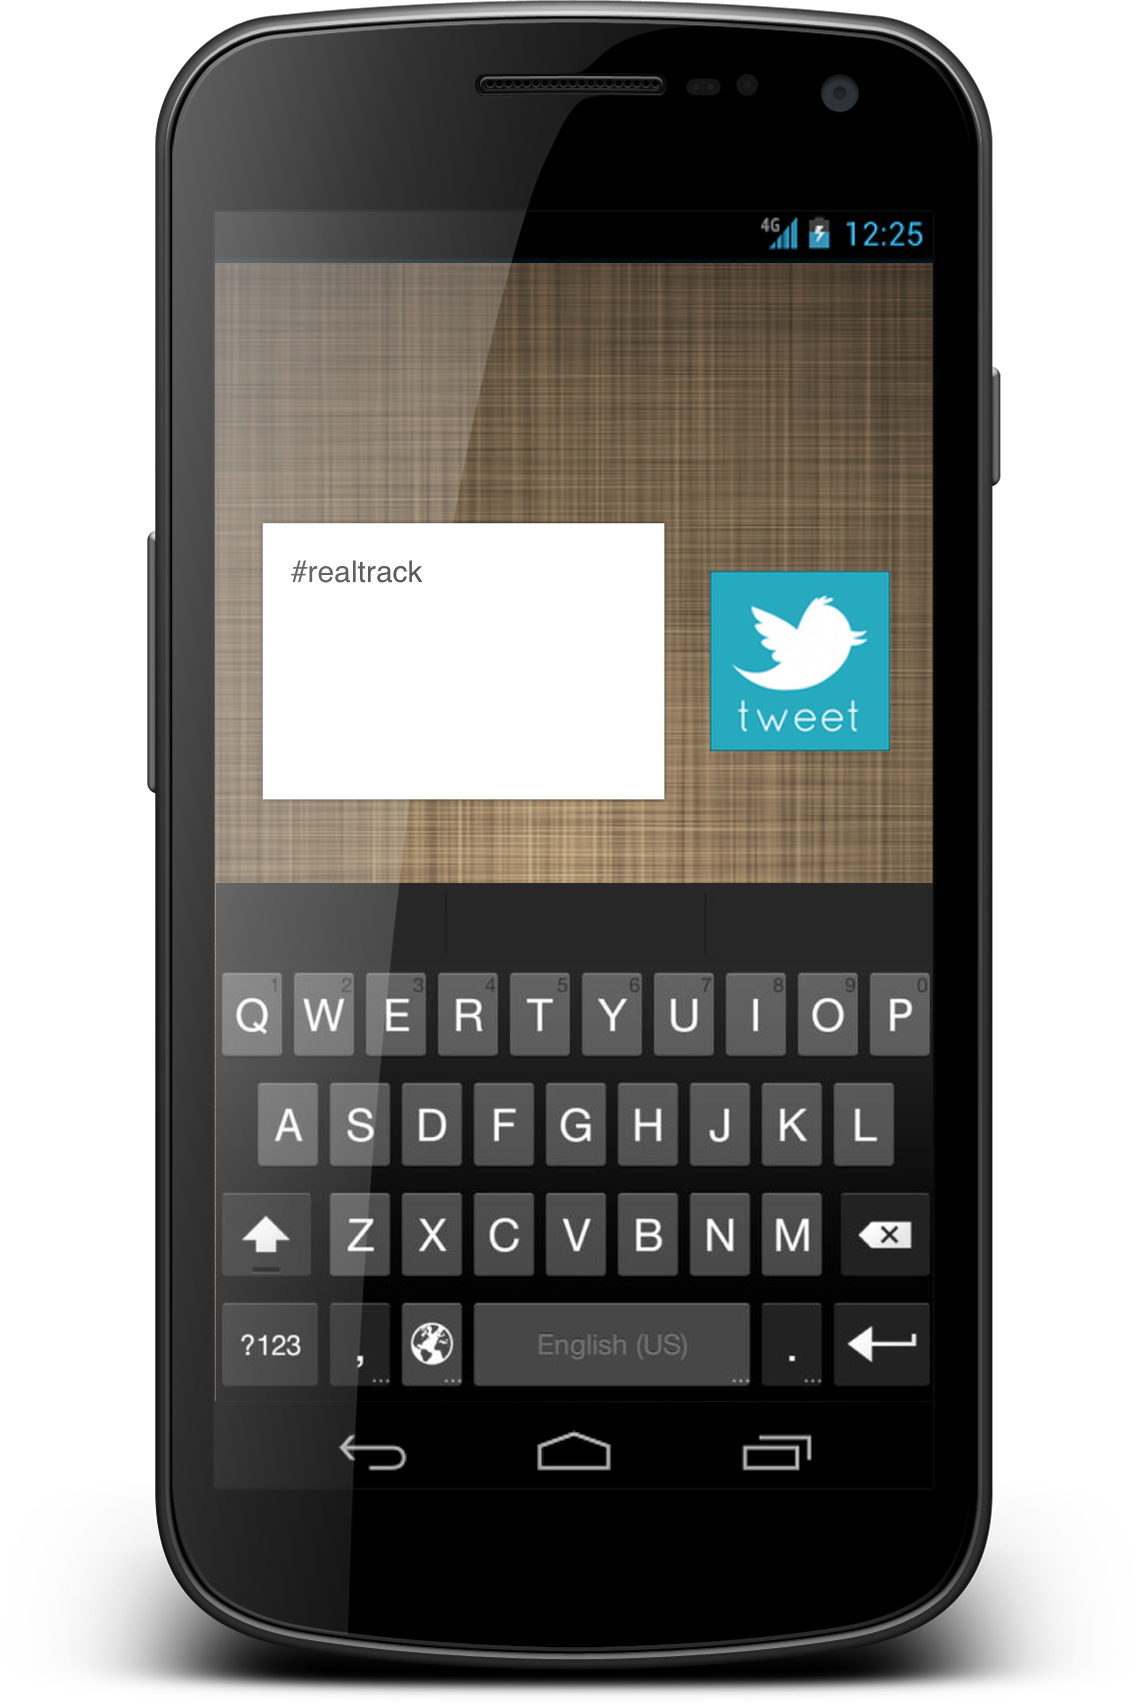 4G 12:25
#realtrack
tweet
1 2 3 4 5 6 7 8 9 0
Q W E R T Y U I O P
A S D F G H J K L
Z X C V B N M
?123 , English (US) .